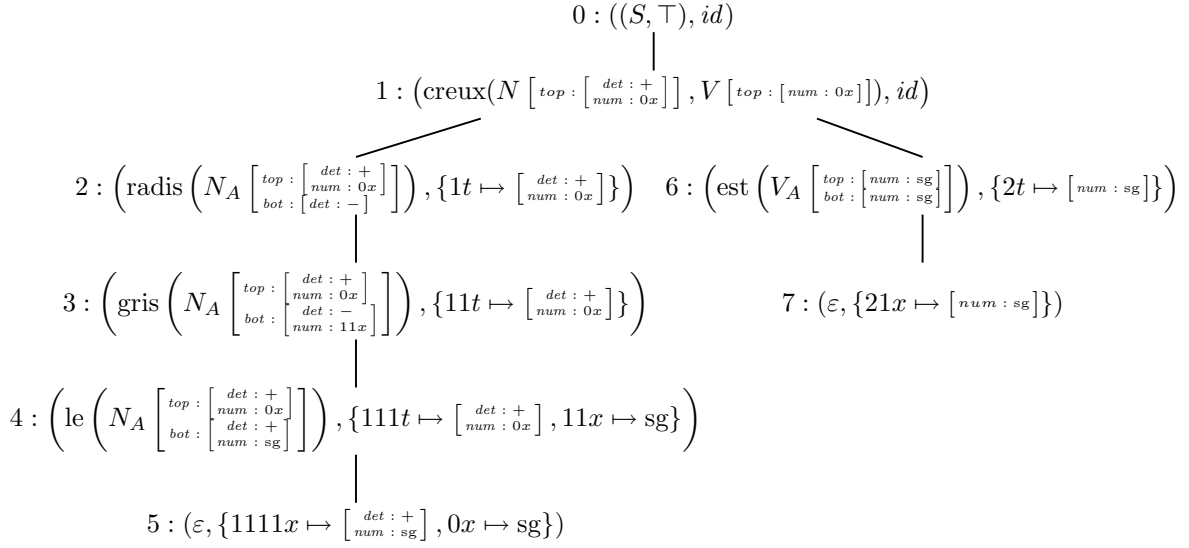 0 : ((S, ⊤), id)
1 : (creux(N [top : [det : + num : 0x]], V [top : [num : 0x]]), id)
2 : (radis (N_A [top : [det : + num : 0x] bot : [det : −]]), {1t ↦ [det : + num : 0x]})
6 : (est (V_A [top : [num : sg] bot : [num : sg]]), {2t ↦ [num : sg]})
3 : (gris (N_A [top : [det : + num : 0x] bot : [det : − num : 11x]]), {11t ↦ [det : + num : 0x]})
7 : (ε, {21x ↦ [num : sg]})
4 : (le (N_A [top : [det : + num : 0x] bot : [det : + num : sg]]), {111t ↦ [det : + num : 0x], 11x ↦ sg})
5 : (ε, {1111x ↦ [det : + num : sg], 0x ↦ sg})